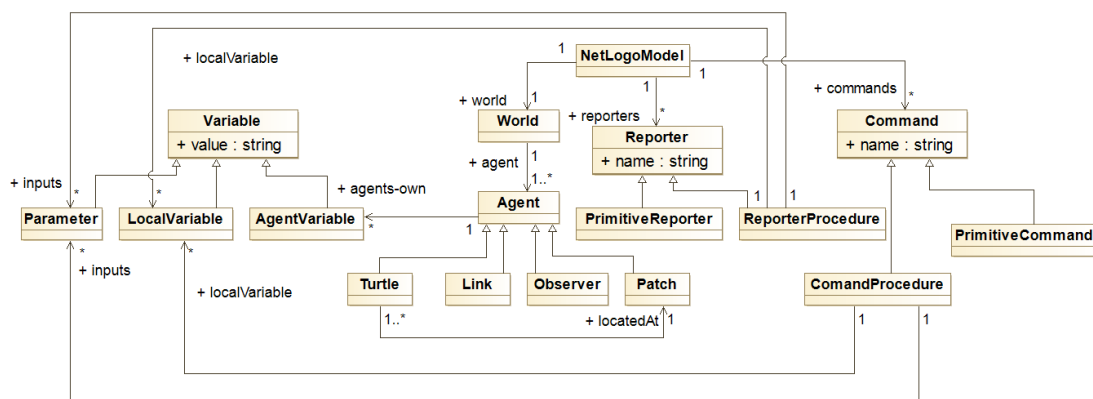 + localVariable
1
NetLogoModel
1
1
+ world
1
+ reporters
*
+ commands
*
*
*
Variable
+ value : string
World
1
+ agent
1..*
Reporter
+ name : string
Command
+ name : string
+ inputs
*
*
+ agents-own
*
1
1
1
Parameter
LocalVariable
AgentVariable
Agent
PrimitiveReporter
ReporterProcedure
PrimitiveCommand
*
+ inputs
*
+ localVariable
Turtle
Link
Observer
Patch
ComandProcedure
1..*
+ locatedAt
1
1
1